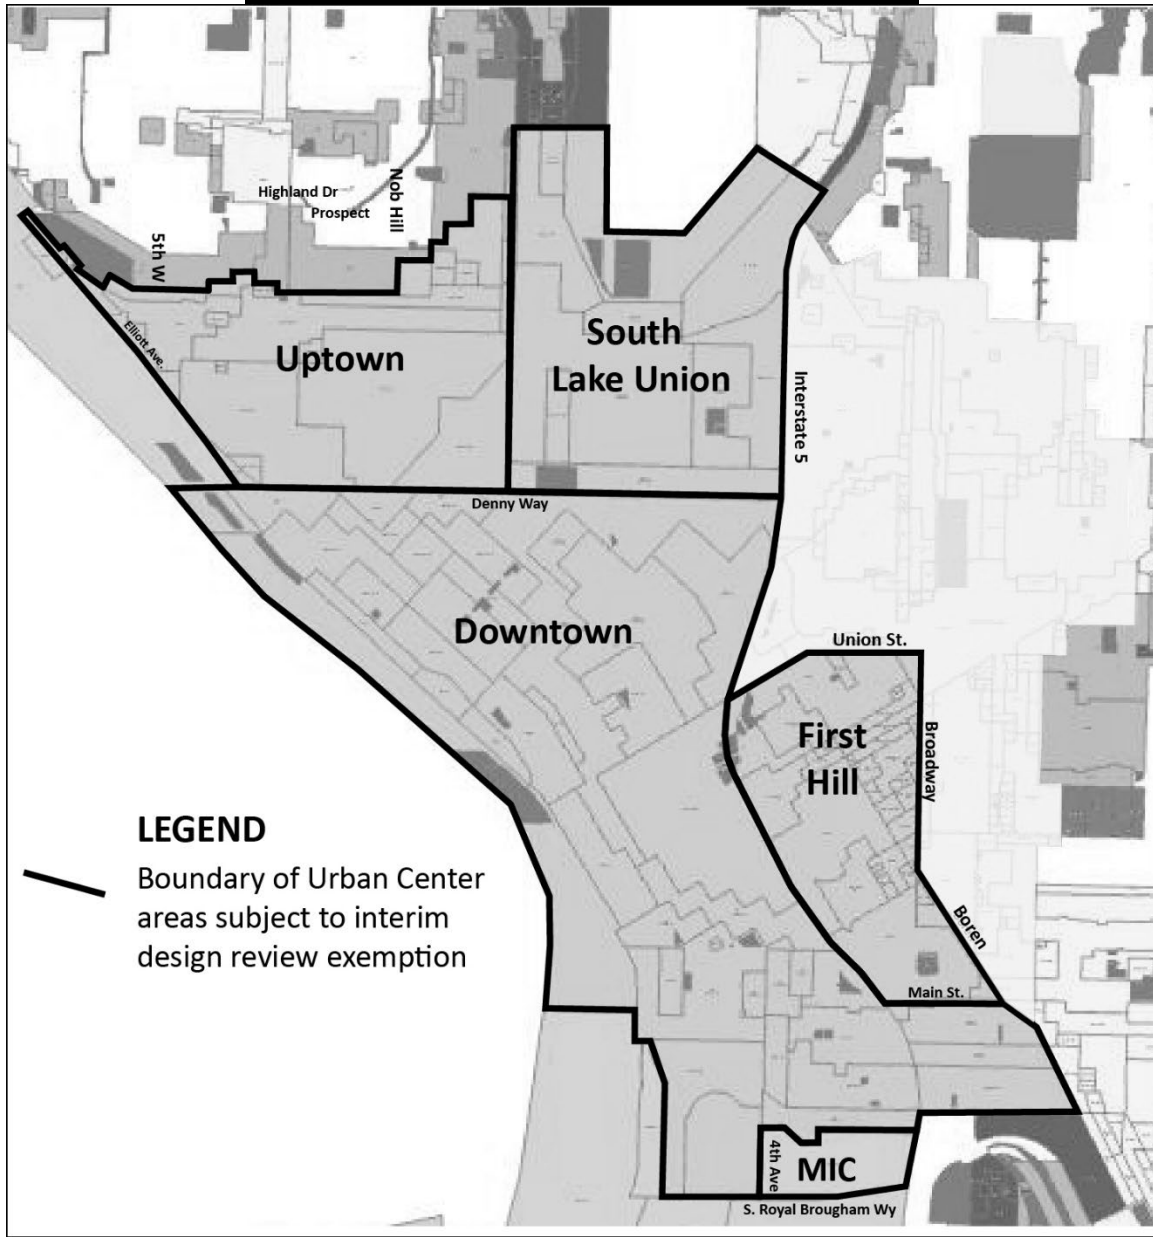 Highland Dr
Prospect
Nob Hill
5th W
Elliott Ave.
Uptown
South
Lake Union
Interstate 5
Denny Way
Downtown
Union St.
First
Hill
Broadway
LEGEND
Boundary of Urban Center
areas subject to interim
design review exemption
Boren
Main St.
4th Ave
MIC
S. Royal Brougham Wy